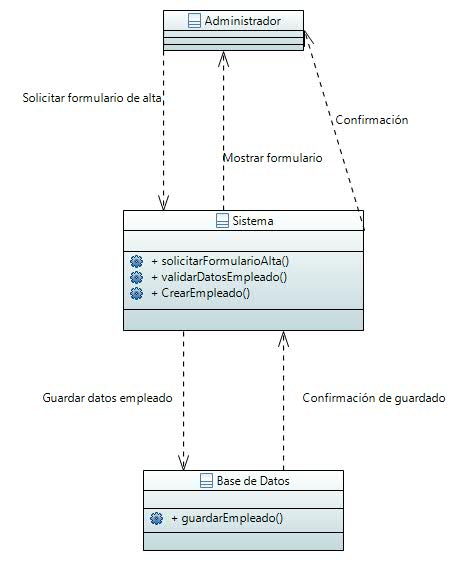 Administrador
Solicitar formulario de alta
Confirmación
Mostrar formulario
Sistema
+ solicitarFormularioAlta()
+ validarDatosEmpleado()
+ CrearEmpleado()
Guardar datos empleado
Confirmación de guardado
Base de Datos
+ guardarEmpleado()